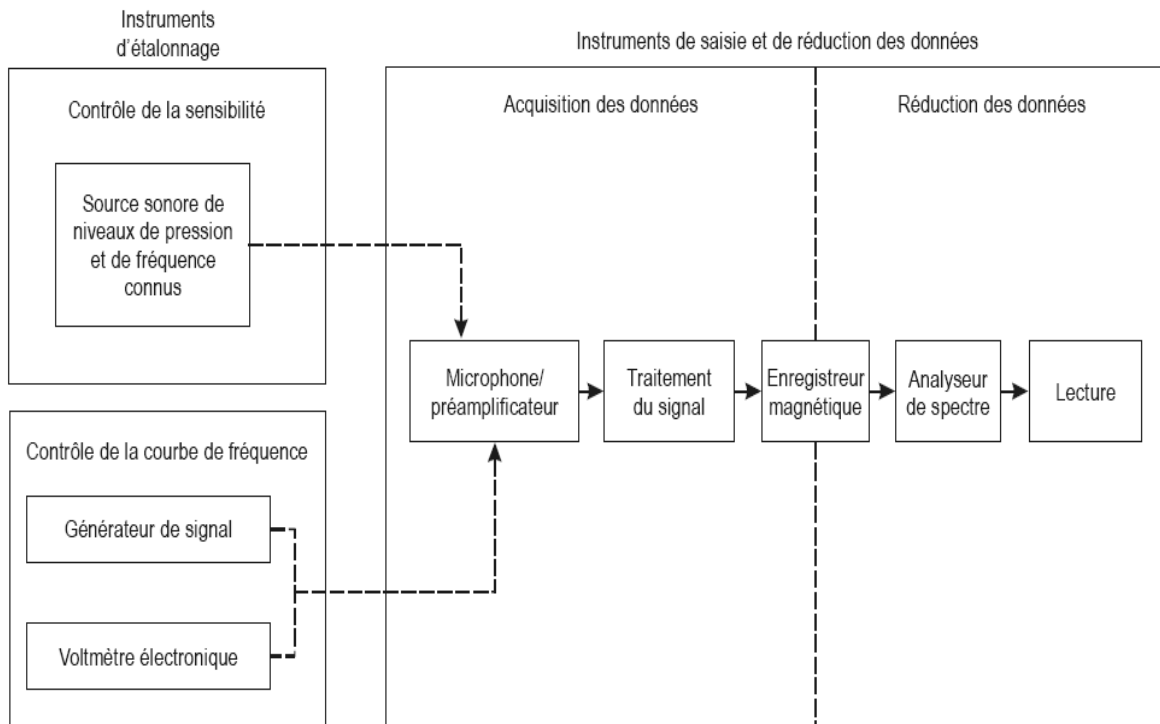 Instruments
d'étalonnage
Contrôle de la sensibilité
Source sonore de
niveaux de pression
et de fréquence
connus
Contrôle de la courbe de fréquence
Générateur de signal
Voltmètre électronique
Instruments de saisie et de réduction des données
Acquisition des données
Réduction des données
Microphone/
préamplificateur
Traitement
du signal
Enregistreur
magnétique
Analyseur
de spectre
Lecture